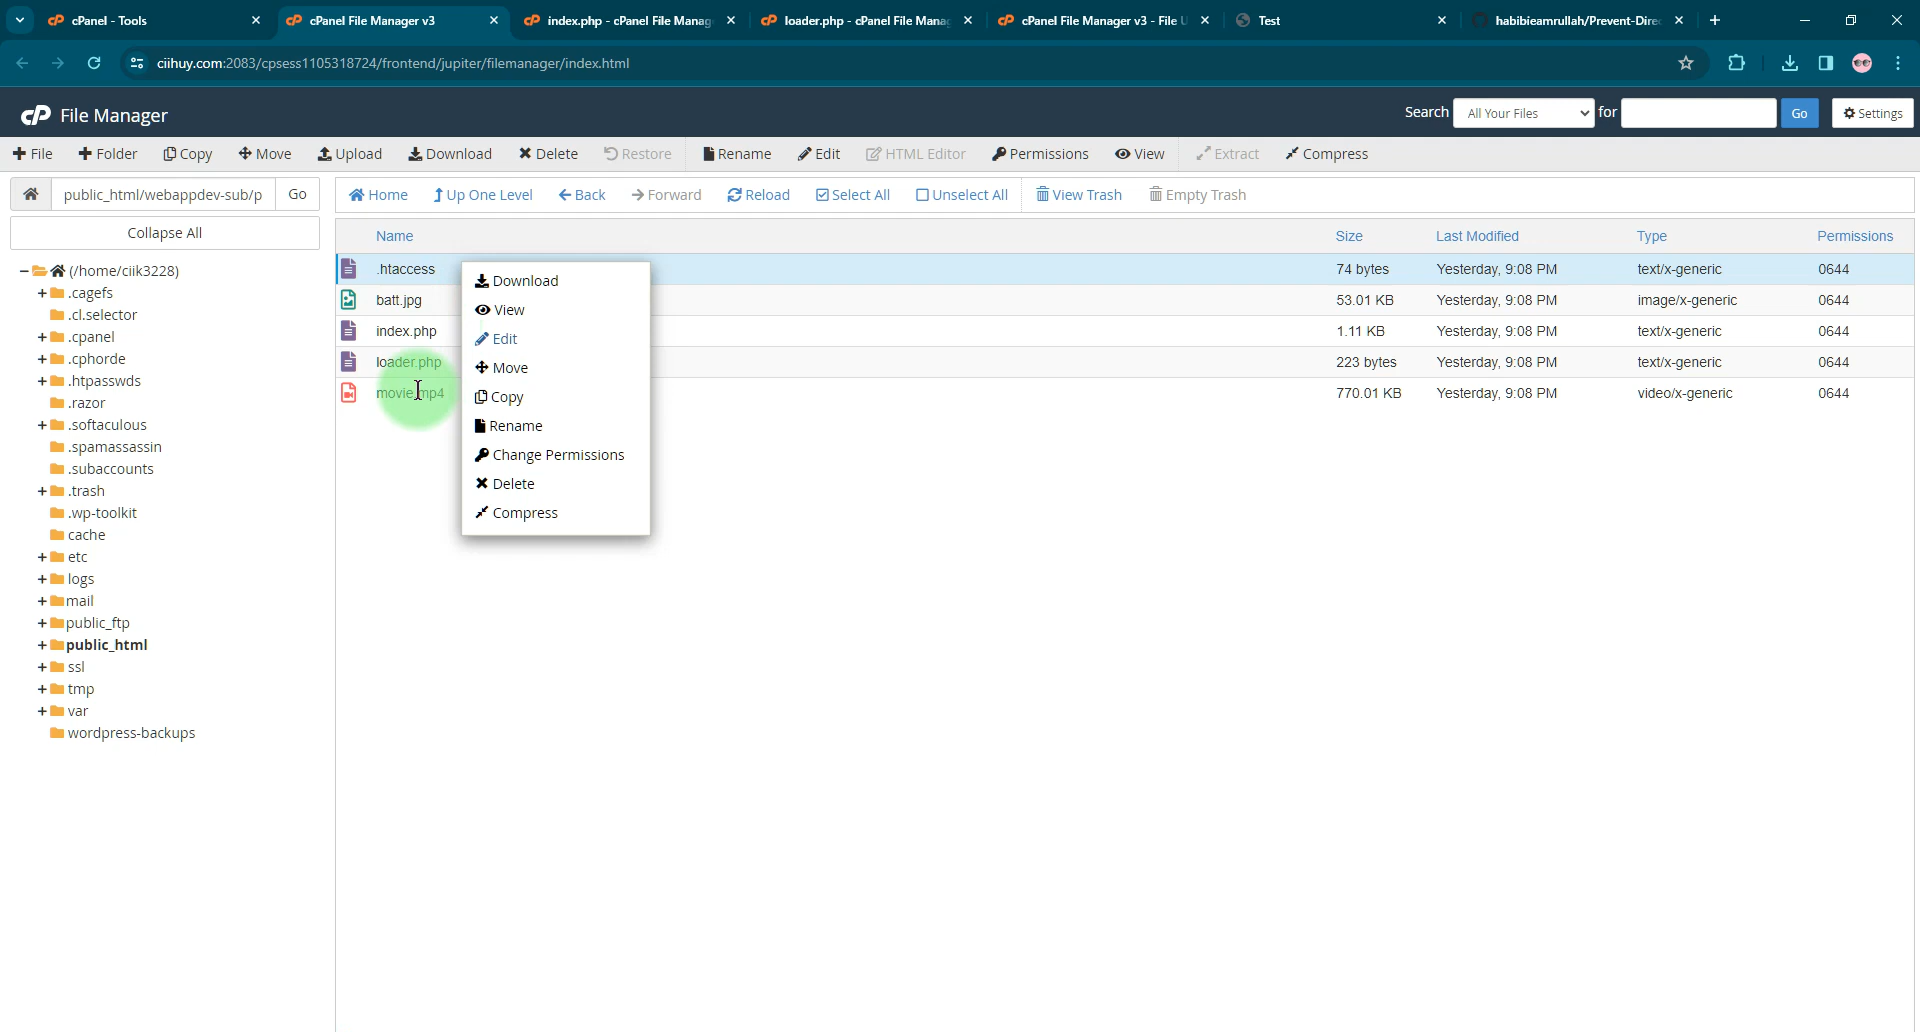 cPanel - Tools
cPanel File Manager v3
index.php - cPanel File Manag
loader.php - cPanel File Mana
cPanel File Manager v3 - File U
Test
habibieamrullah/Prevent-Dire
ciihuy.com:2083/cpsess1105318724/frontend/jupiter/filemanager/index.html
cP File Manager
Search All Your Files for Go Settings
File Folder Copy Move Upload Download Delete Restore Rename Edit HTML Editor Permissions View Extract Compress
public_html/webappdev-sub/p Go
Home Up One Level Back Forward Reload Select All Unselect All View Trash Empty Trash
Collapse All
Name Size Last Modified Type Permissions
.htaccess 74 bytes Yesterday, 9:08 PM text/x-generic 0644
batt.jpg 53.01 KB Yesterday, 9:08 PM image/x-generic 0644
index.php 1.11 KB Yesterday, 9:08 PM text/x-generic 0644
loader.php 223 bytes Yesterday, 9:08 PM text/x-generic 0644
movie.mp4 770.01 KB Yesterday, 9:08 PM video/x-generic 0644
Download
View
Edit
Move
Copy
Rename
Change Permissions
Delete
Compress
(/home/ciik3228)
.cagefs
.cl.selector
.cpanel
.cphorde
.htpasswds
.razor
.softaculous
.spamassassin
.subaccounts
.trash
.wp-toolkit
cache
etc
logs
mail
public_ftp
public_html
ssl
tmp
var
wordpress-backups